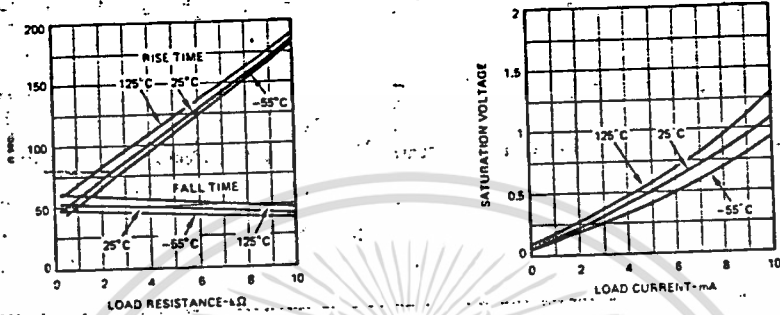 200
150
100
50
0
n sec.
RISE TIME
125°C
25°C
-55°C
FALL TIME
25°C
-55°C
125°C
0 2 4 6 8 10
LOAD RESISTANCE-kΩ
2
1.5
1
0.5
0
SATURATION VOLTAGE
125°C
25°C
-55°C
0 2 4 6 8 10
LOAD CURRENT-mA